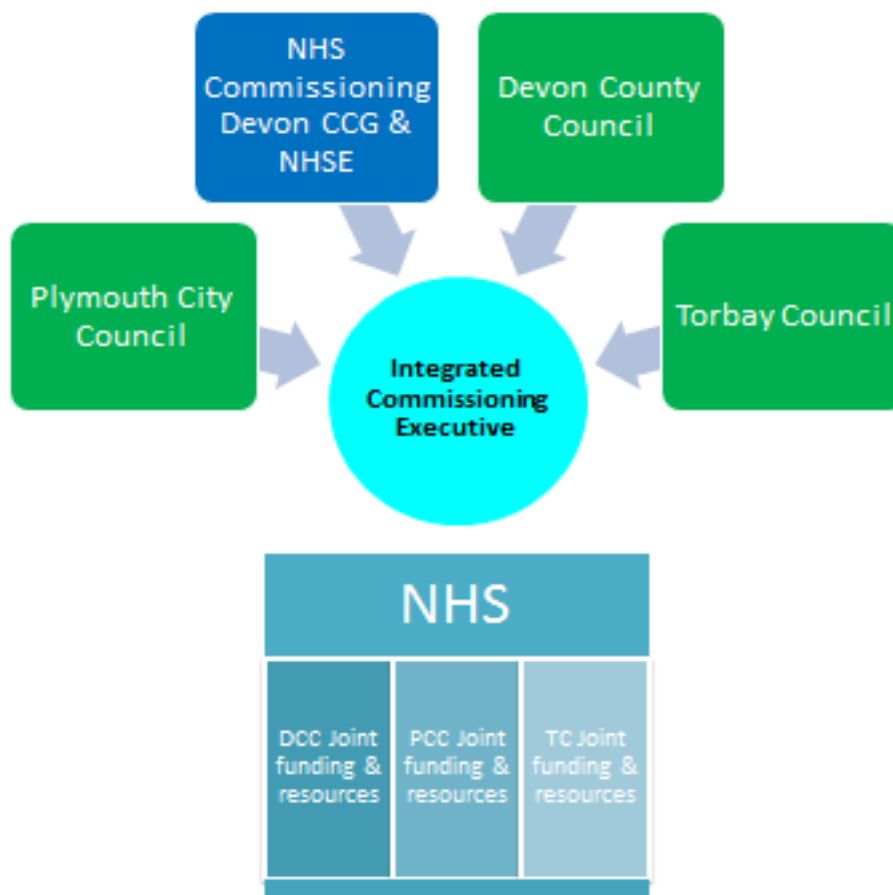 NHS
Commissioning
Devon CCG &
NHSE
Devon County
Council
Plymouth City
Council
Torbay Council
Integrated
Commissioning
Executive
NHS
DCC Joint
funding &
resources
PCC Joint
funding &
resources
TC Joint
funding &
resources